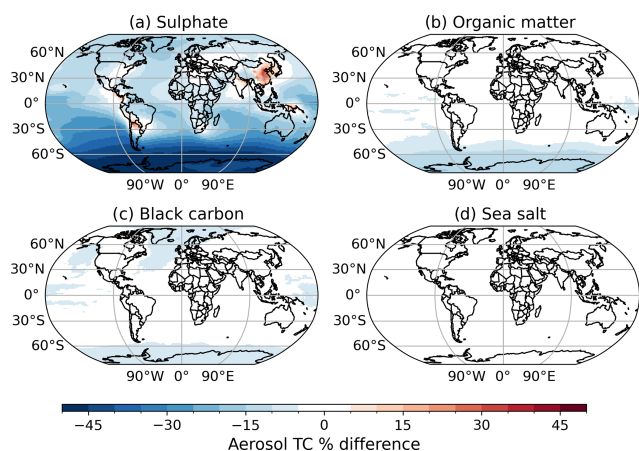 (a) Sulphate
(b) Organic matter
60°N
60°N
30°N
30°N
0°
0°
30°S
30°S
60°S
60°S
90°W 0° 90°E
90°W 0° 90°E
(c) Black carbon
(d) Sea salt
60°N
60°N
30°N
30°N
0°
0°
30°S
30°S
60°S
60°S
90°W 0° 90°E
90°W 0° 90°E
−45 −30 −15 0 15 30 45
Aerosol TC % difference